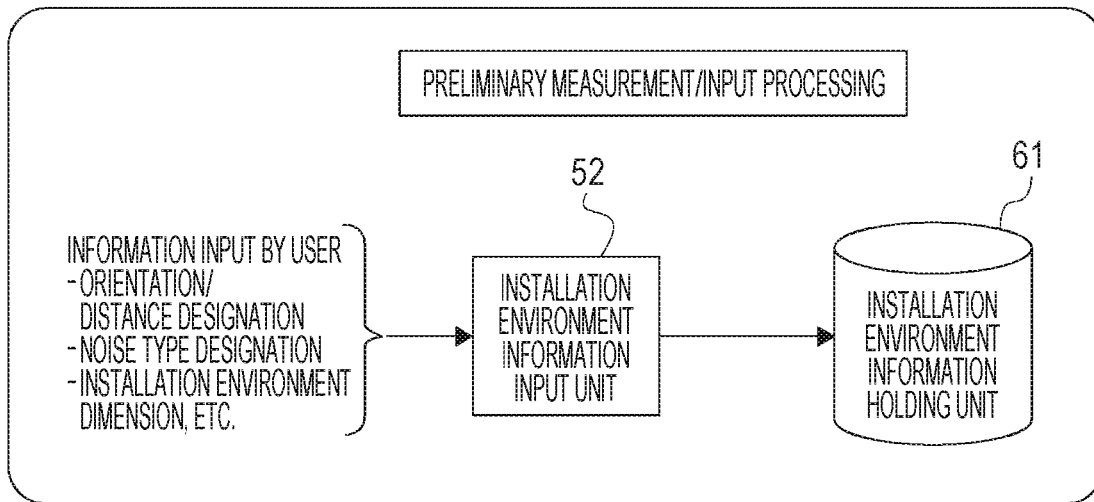 PRELIMINARY MEASUREMENT/INPUT PROCESSING
52
61
INFORMATION INPUT BY USER
-ORIENTATION/
DISTANCE DESIGNATION
-NOISE TYPE DESIGNATION
-INSTALLATION ENVIRONMENT
DIMENSION, ETC.
INSTALLATION
ENVIRONMENT
INFORMATION
INPUT UNIT
INSTALLATION
ENVIRONMENT
INFORMATION
HOLDING UNIT